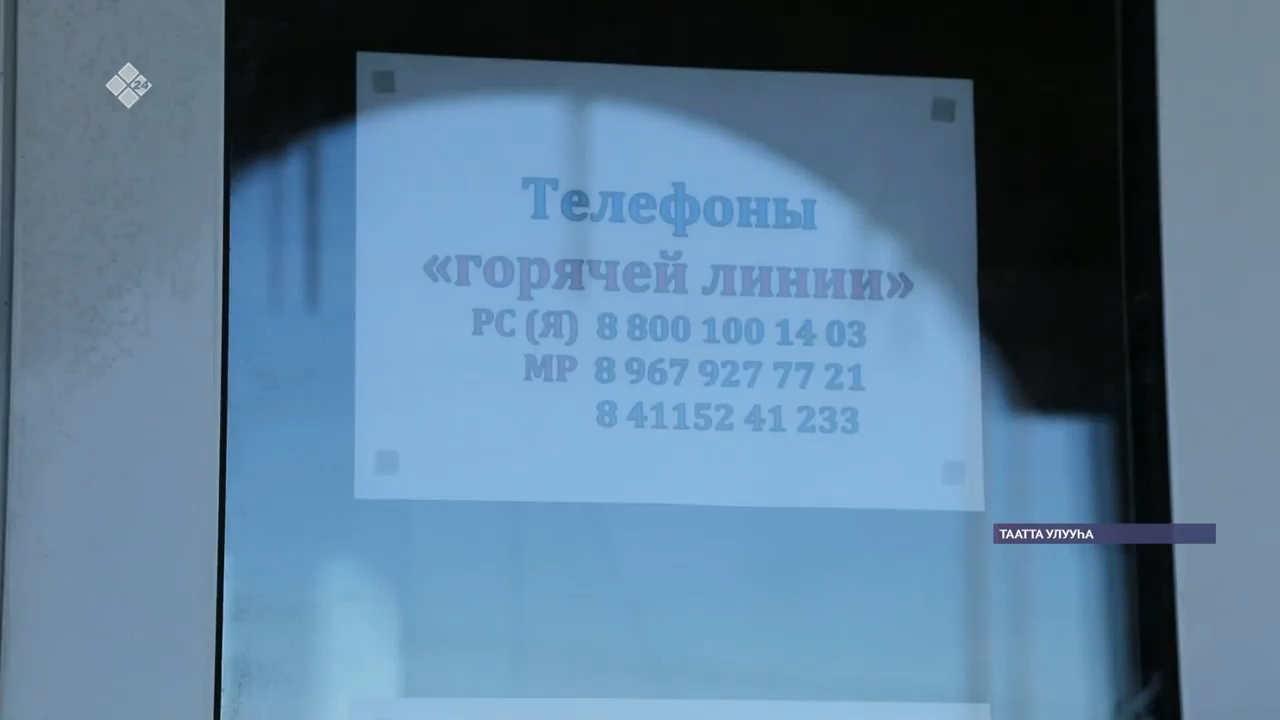 24
Телефоны
«горячей линии»
РС (Я) 8 800 100 14 03
МР 8 967 927 77 21
8 41152 41 233
ТААТТА УЛУУҺА